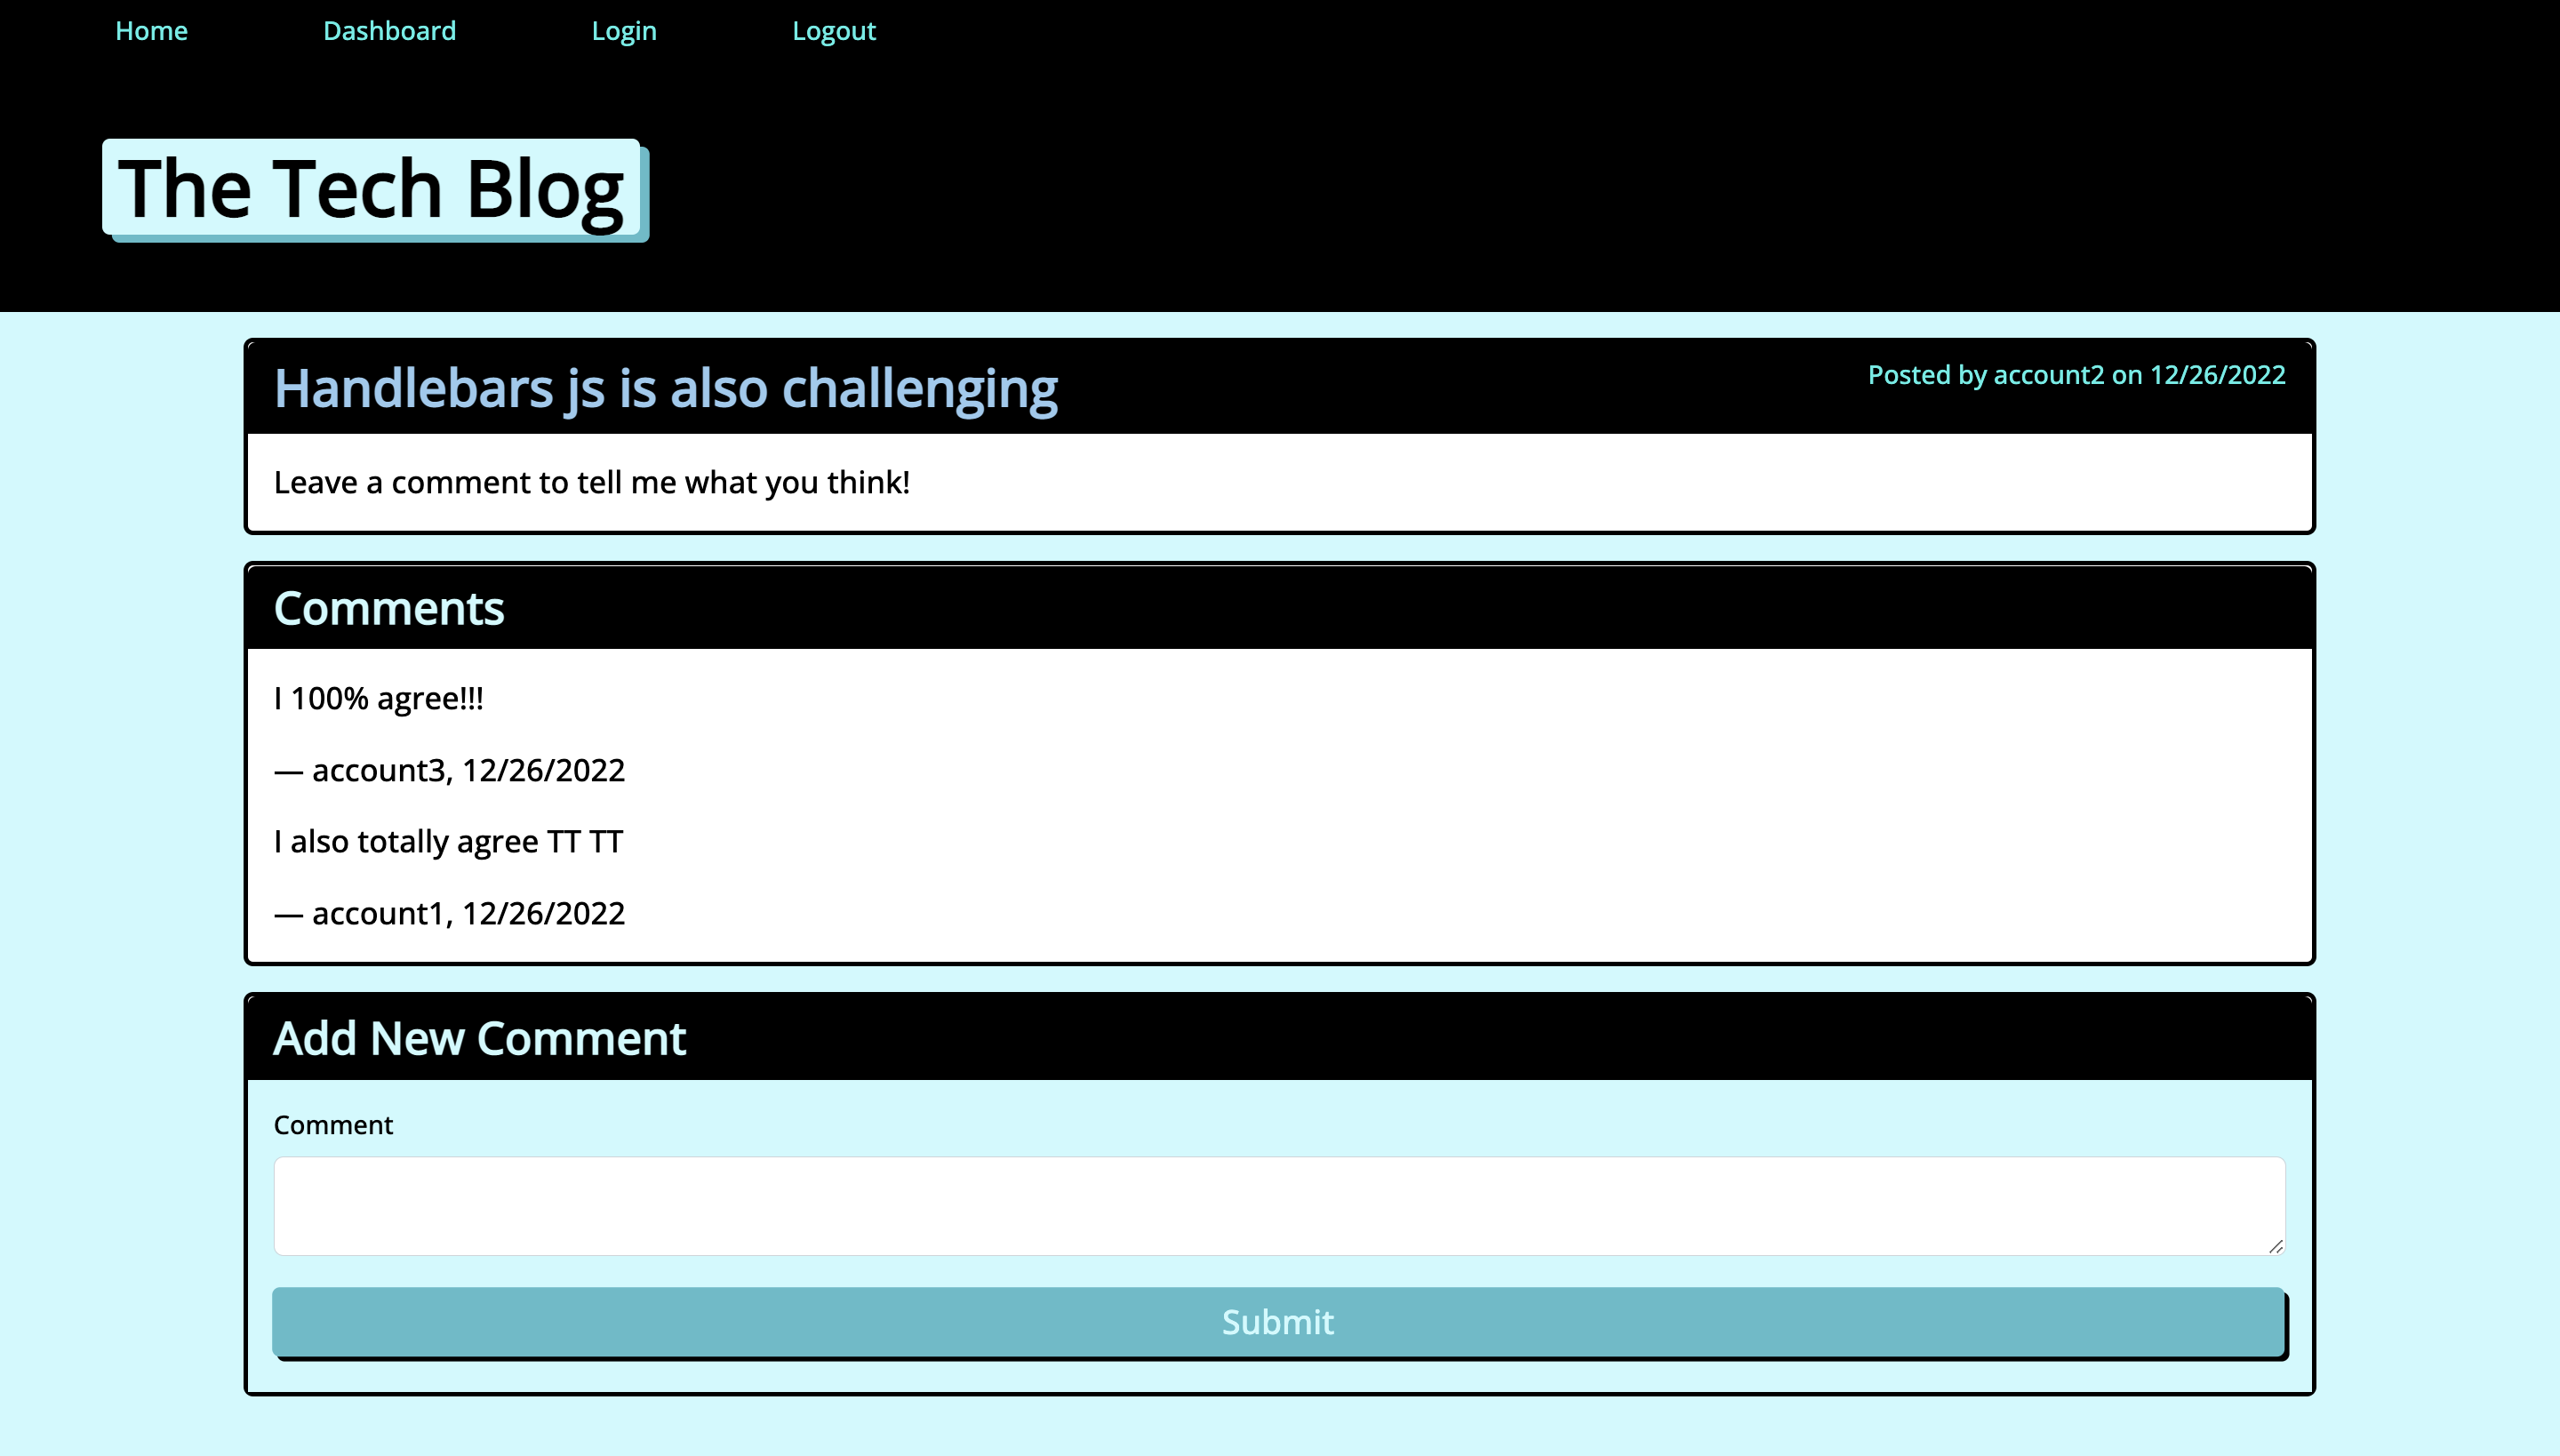 Home Dashboard Login Logout
The Tech Blog
Handlebars js is also challenging
Posted by account2 on 12/26/2022
Leave a comment to tell me what you think!
Comments
I 100% agree!!!
— account3, 12/26/2022
I also totally agree TT TT
— account1, 12/26/2022
Add New Comment
Comment
Submit